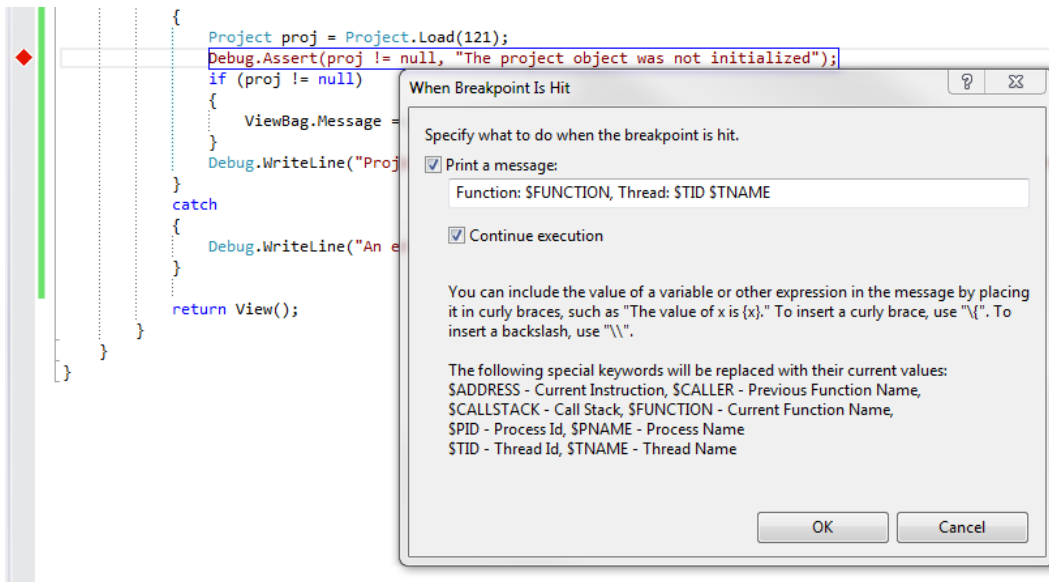 {
Project proj = Project.Load(121);
Debug.Assert(proj != null, "The project object was not initialized");
if (proj != null)
{
ViewBag.Message =
}
Debug.WriteLine("Proj
}
catch
{
Debug.WriteLine("An e
}
return View();
}
}
}
When Breakpoint Is Hit
?
Specify what to do when the breakpoint is hit.
Print a message:
Function: $FUNCTION, Thread: $TID $TNAME
Continue execution
You can include the value of a variable or other expression in the message by placing
it in curly braces, such as "The value of x is {x}." To insert a curly brace, use "\{". To
insert a backslash, use "\\".
The following special keywords will be replaced with their current values:
$ADDRESS - Current Instruction, $CALLER - Previous Function Name,
$CALLSTACK - Call Stack, $FUNCTION - Current Function Name,
$PID - Process Id, $PNAME - Process Name
$TID - Thread Id, $TNAME - Thread Name
OK
Cancel